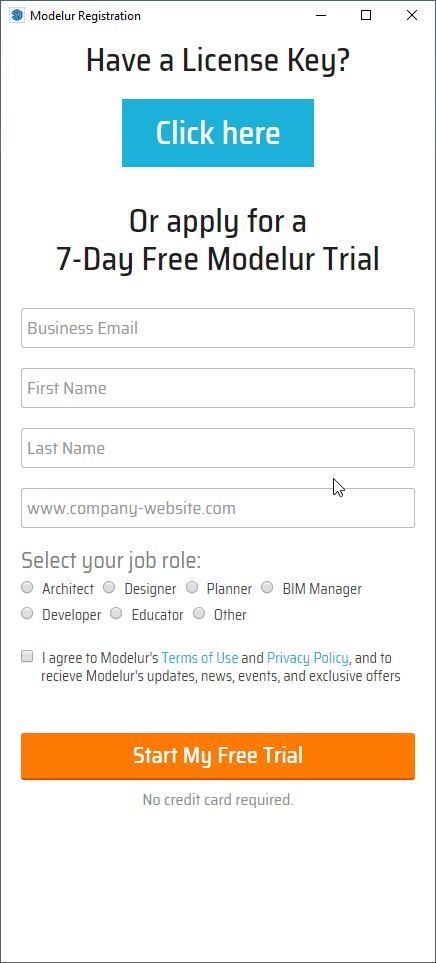 Modelur Registration
Have a License Key?
Click here
Or apply for a
7-Day Free Modelur Trial
Business Email
First Name
Last Name
www.company-website.com
Select your job role:
Architect Designer Planner BIM Manager
Developer Educator Other
I agree to Modelur's Terms of Use and Privacy Policy, and to
recieve Modelur's updates, news, events, and exclusive offers
Start My Free Trial
No credit card required.